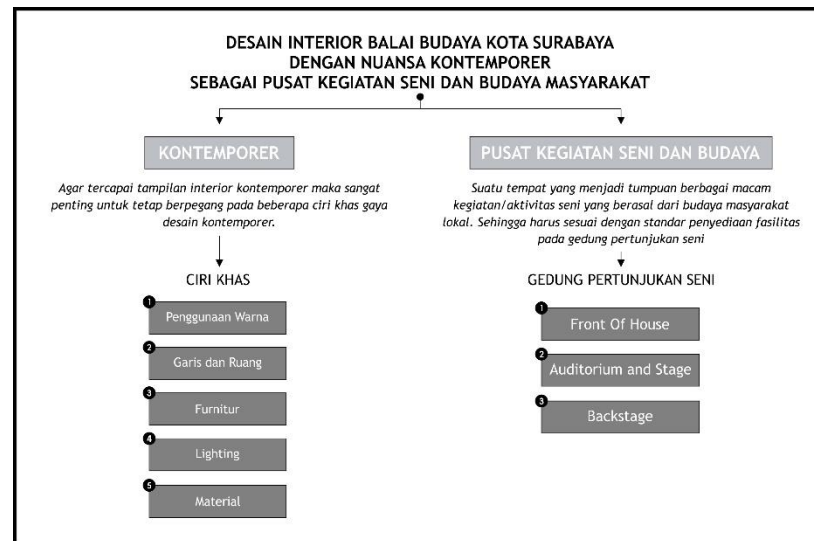 DESAIN INTERIOR BALAI BUDAYA KOTA SURABAYA
DENGAN NUANSA KONTEMPORER
SEBAGAI PUSAT KEGIATAN SENI DAN BUDAYA MASYARAKAT
KONTEMPORER
Agar tercapai tampilan interior kontemporer maka sangat
penting untuk tetap berpegang pada beberapa ciri khas gaya
desain kontemporer.
CIRI KHAS
1
Penggunaan Warna
2
Garis dan Ruang
3
Furnitur
4
Lighting
5
Material
PUSAT KEGIATAN SENI DAN BUDAYA
Suatu tempat yang menjadi tumpuan berbagai macam
kegiatan/aktivitas seni yang berasal dari budaya masyarakat
lokal. Sehingga harus sesuai dengan standar penyediaan fasilitas
pada gedung pertunjukan seni
GEDUNG PERTUNJUKAN SENI
1
Front Of House
2
Auditorium and Stage
3
Backstage